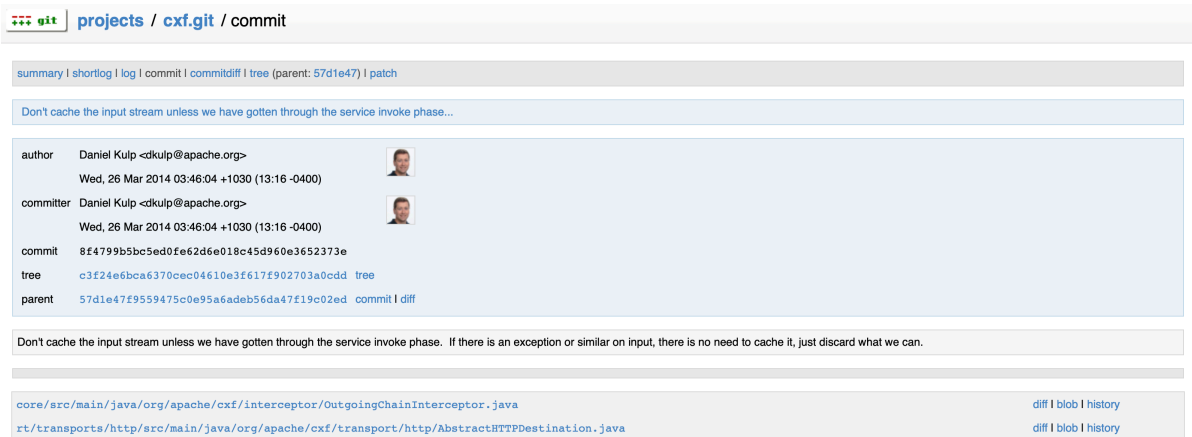 git projects / cxf.git / commit
summary | shortlog | log | commit | commitdiff | tree (parent: 57d1e47) | patch
Don't cache the input stream unless we have gotten through the service invoke phase...
author Daniel Kulp <dkulp@apache.org>
Wed, 26 Mar 2014 03:46:04 +1030 (13:16 -0400)
committer Daniel Kulp <dkulp@apache.org>
Wed, 26 Mar 2014 03:46:04 +1030 (13:16 -0400)
commit 8f4799b5bc5ed0fe62d6e018c45d960e3652373e
tree c3f24e6bca6370cec04610e3f617f902703a0cdd tree
parent 57d1e47f9559475c0e95a6adeb56da47f19c02ed commit | diff
Don't cache the input stream unless we have gotten through the service invoke phase. If there is an exception or similar on input, there is no need to cache it, just discard what we can.
core/src/main/java/org/apache/cxf/interceptor/OutgoingChainInterceptor.java diff | blob | history
rt/transports/http/src/main/java/org/apache/cxf/transport/http/AbstractHTTPDestination.java diff | blob | history